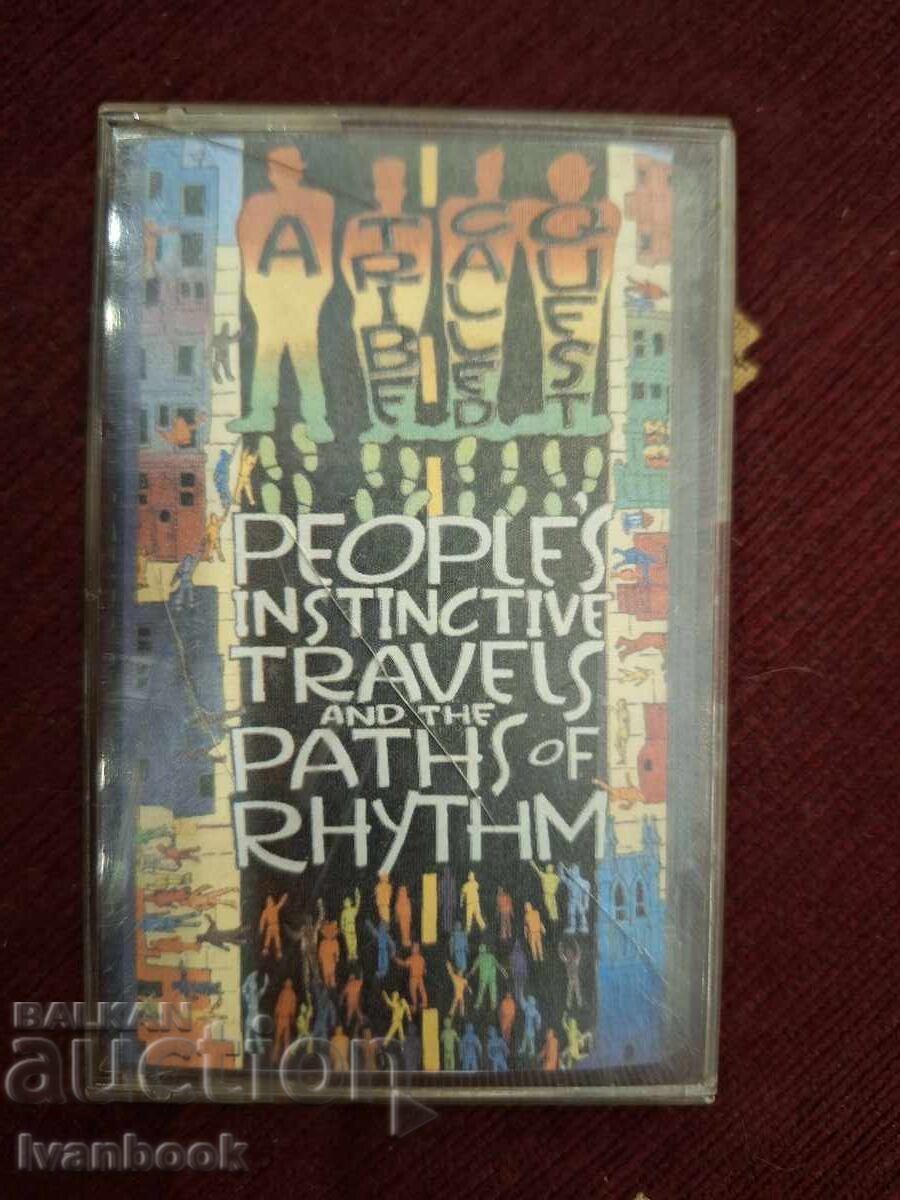 A TRIBE CALLED QUEST
PEOPLE'S
INSTINCTIVE
TRAVELS
AND THE
PATHS OF
RHYTHM
BALKAN
auction
Ivanbook